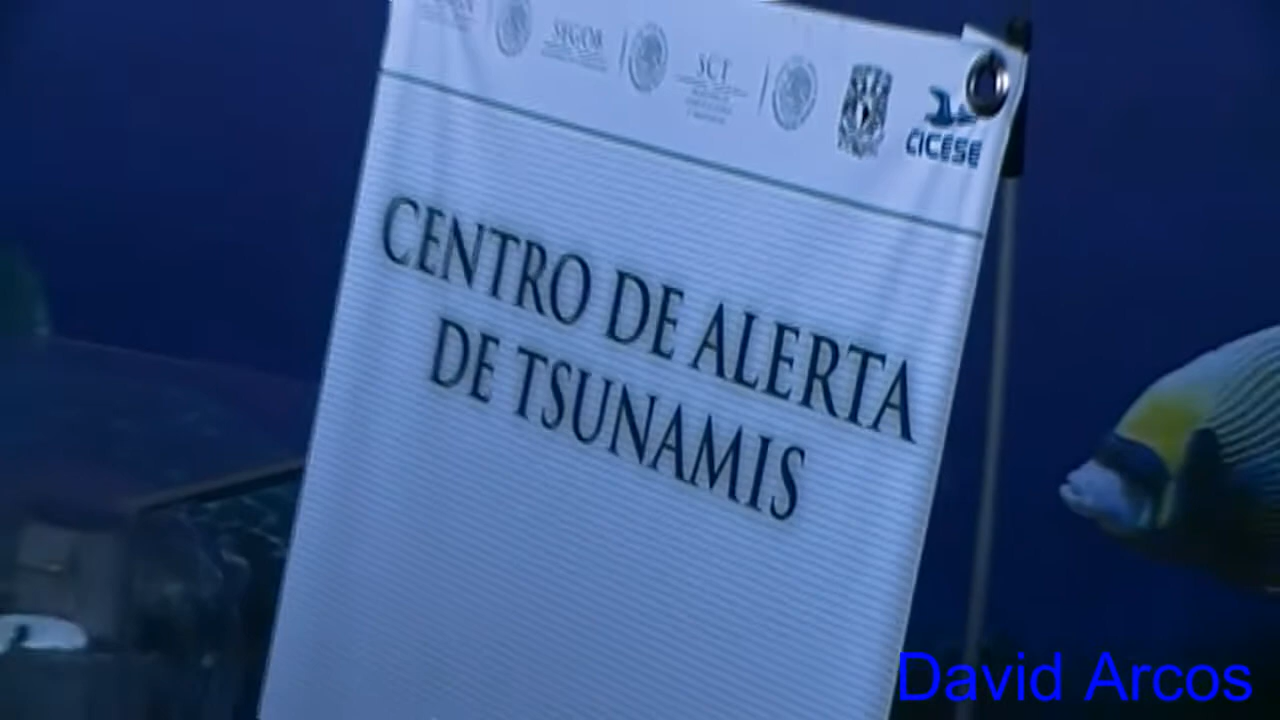 SEGOB
SCT
CICESE
CENTRO DE ALERTA
DE TSUNAMIS
David Arcos